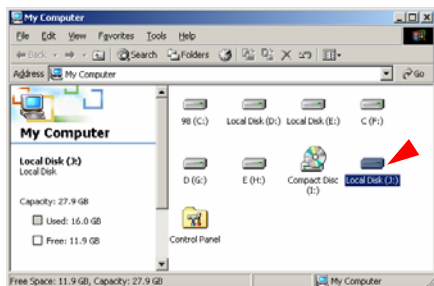 My Computer
File Edit View Favorites Tools Help
Back Search Folders
Address My Computer Go
My Computer
Local Disk (J:)
Local Disk
Capacity: 27.9 GB
Used: 16.0 GB
Free: 11.9 GB
98 (C:) Local Disk (D:) Local Disk (E:) C (F:)
D (G:) E (H:) Compact Disc (I:) Local Disk (J:)
Control Panel
Free Space: 11.9 GB, Capacity: 27.9 GB My Computer